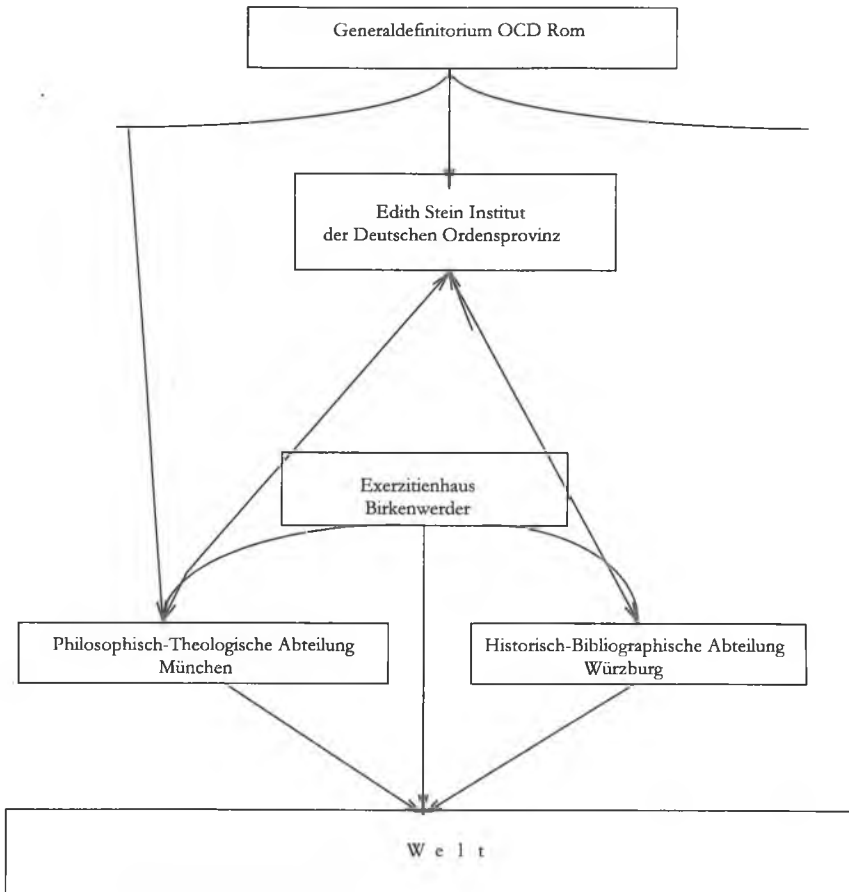 Generaldefinitorium OCD Rom
Edith Stein Institut
der Deutschen Ordensprovinz
Exerzitienhaus
Birkenwerder
Philosophisch-Theologische Abteilung
München
Historisch-Bibliographische Abteilung
Würzburg
W e l t